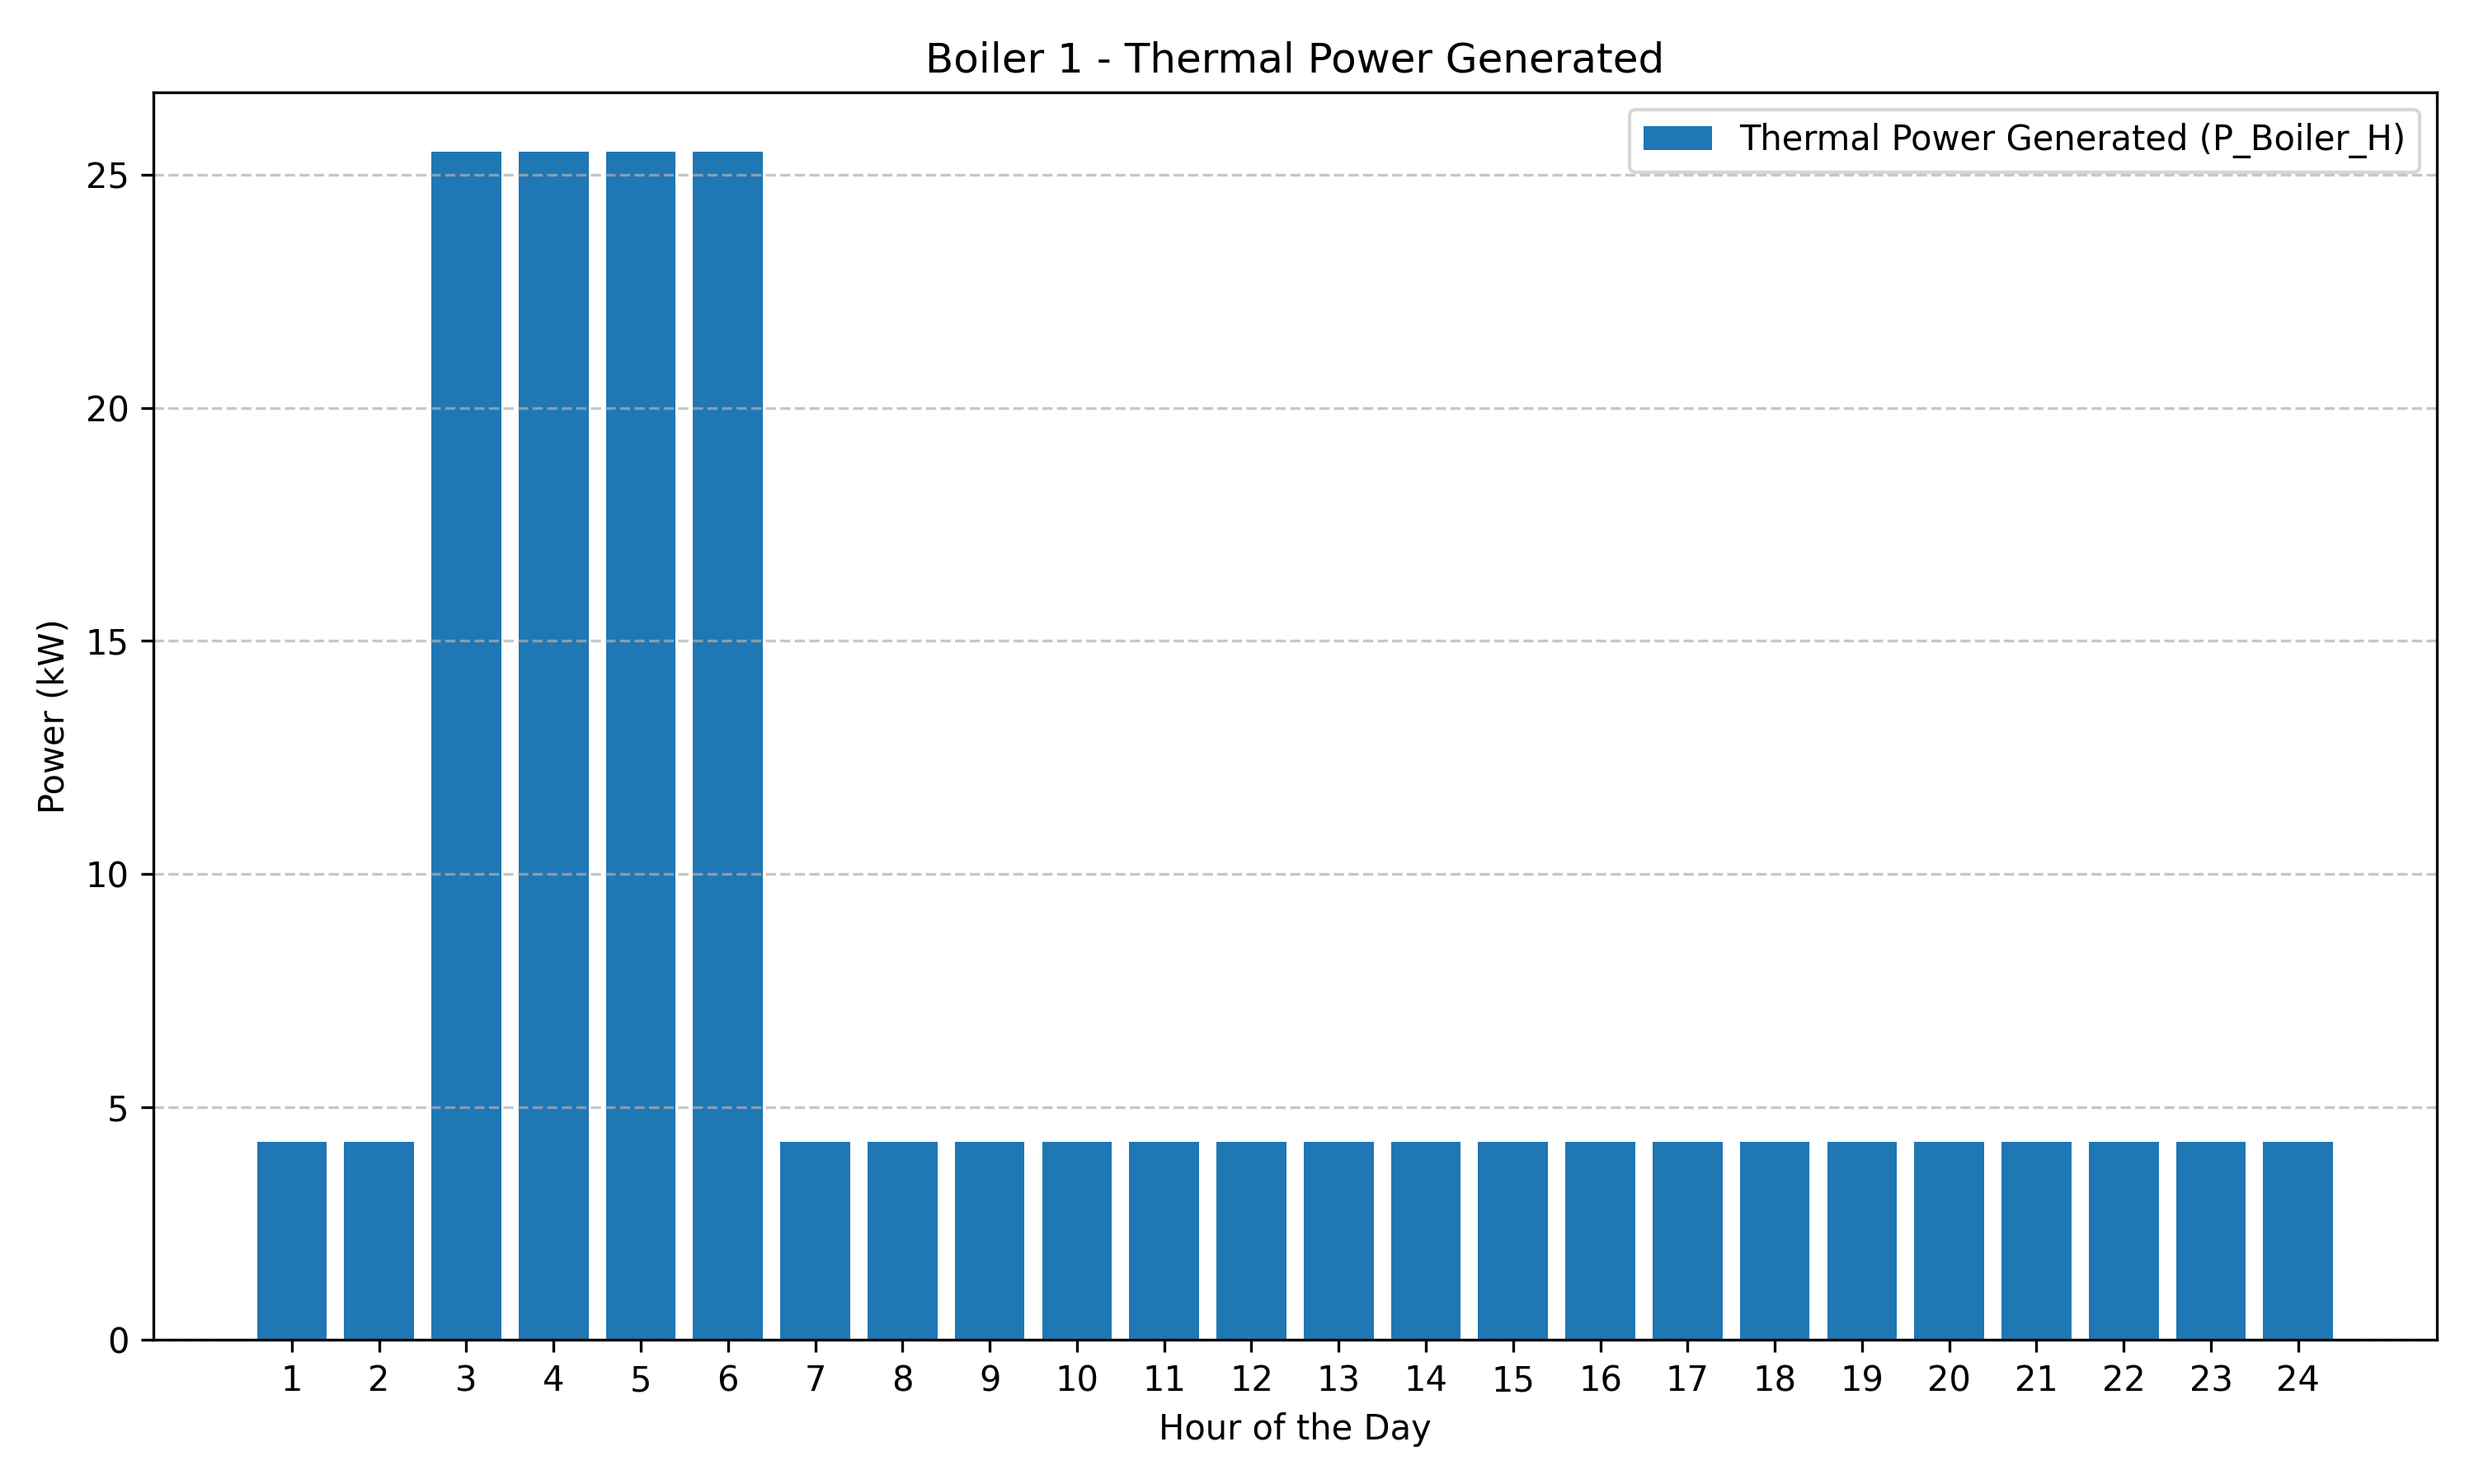 Boiler 1 - Thermal Power Generated
Thermal Power Generated (P_Boiler_H)
Power (kW)
25
20
15
10
5
0
1 2 3 4 5 6 7 8 9 10 11 12 13 14 15 16 17 18 19 20 21 22 23 24
Hour of the Day